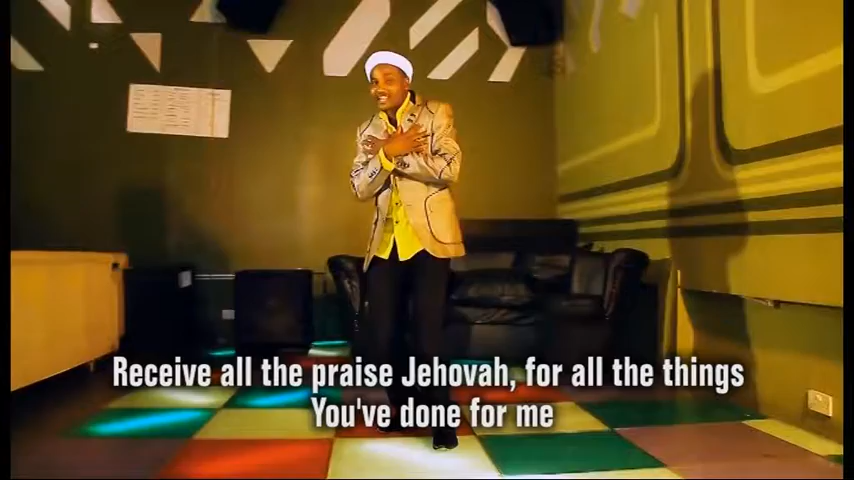 Receive all the praise Jehovah, for all the things
You've done for me